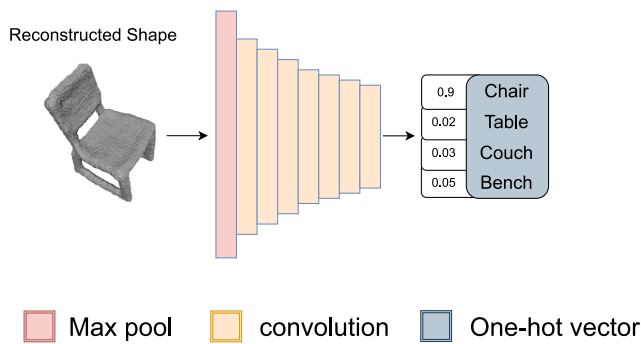 Reconstructed Shape
0.9 Chair
0.02 Table
0.03 Couch
0.05 Bench
Max pool
convolution
One-hot vector